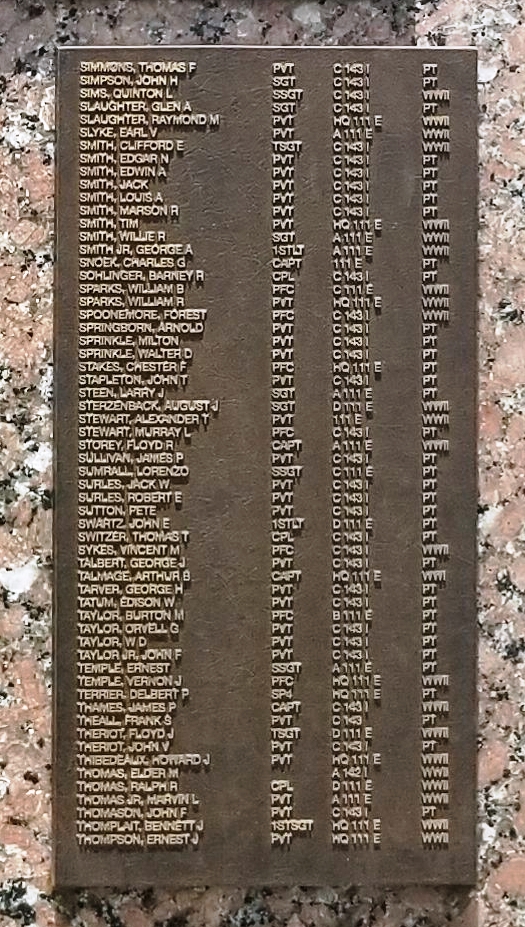 SIMMONS, THOMAS F PVT C 143 I PT
SIMPSON, JOHN H SGT C 143 I PT
SIMS, QUINTON L SSGT C 143 I WWII
SLAUGHTER, GLEN A SGT C 143 I PT
SLAUGHTER, RAYMOND M PVT HQ 111 E WWII
SLYKE, EARL V PVT A 111 E WWII
SMITH, CLIFFORD E TSGT C 143 I WWII
SMITH, EDGAR N PVT C 143 I PT
SMITH, EDWIN A PVT C 143 I PT
SMITH, JACK PVT C 143 I PT
SMITH, LOUIS A PVT C 143 I PT
SMITH, MARSON R PVT C 143 I PT
SMITH, TIM PVT HQ 111 E WWII
SMITH, WILLIE R SGT A 111 E WWII
SMITH JR, GEORGE A 1STLT A 111 E WWII
SNOEK, CHARLES G CAPT 111 E PT
SOHLINGER, BARNEY R CPL C 143 I PT
SPARKS, WILLIAM B PFC C 111 E WWII
SPARKS, WILLIAM R PVT HQ 111 E WWII
SPOONEMORE, FOREST PFC C 143 I WWII
SPRINGBORN, ARNOLD PVT C 143 I PT
SPRINKLE, MILTON PVT C 143 I PT
SPRINKLE, WALTER D PVT C 143 I PT
STAKES, CHESTER F PFC HQ 111 E PT
STAPLETON, JOHN T PVT C 143 I PT
STEEN, LARRY J SGT A 111 E PT
STERZENBACK, AUGUST J SGT D 111 E WWII
STEWART, ALEXANDER T PVT 111 E WWII
STEWART, MURRAY L PFC C 143 I PT
STOREY, FLOYD R CAPT A 111 E WWII
SULLIVAN, JAMES P PVT C 143 I PT
SUMRALL, LORENZO SSGT C 111 E PT
SURLES, JACK W PVT C 143 I PT
SURLES, ROBERT E PVT C 143 I PT
SUTTON, PETE PVT C 143 I PT
SWARTZ, JOHN E 1STLT D 111 E PT
SWITZER, THOMAS T CPL C 143 I PT
SYKES, VINCENT M PFC C 143 I WWII
TALBERT, GEORGE J PVT C 143 I PT
TALMAGE, ARTHUR B CAPT HQ 111 E WWII
TARVER, GEORGE H PVT C 143 I PT
TATUM, EDISON W PVT C 143 I PT
TAYLOR, BURTON M PFC B 111 E PT
TAYLOR, ORVELL G PVT C 143 I PT
TAYLOR, W D PVT C 143 I PT
TAYLOR JR, JOHN F PVT C 143 I PT
TEMPLE, ERNEST SSGT A 111 E PT
TEMPLE, VERNON J PFC HQ 111 E WWII
TERRIER, DELBERT P SP4 HQ 111 E PT
THAMES, JAMES P CAPT C 143 I WWII
THEALL, FRANK S PVT C 143 I PT
THERIOT, FLOYD J TSGT D 111 E WWII
THERIOT, JOHN V PVT C 143 I PT
THIBEDEAUX, HOWARD J PVT HQ 111 E WWII
THOMAS, ELDER M A 142 I WWII
THOMAS, RALPH R CPL D 111 E WWII
THOMAS JR, MARVIN L PVT A 111 E WWII
THOMASON, JOHN F PVT C 143 I PT
THOMPLAIT, BENNETT J 1STSGT HQ 111 E WWII
THOMPSON, ERNEST J PVT HQ 111 E WWII